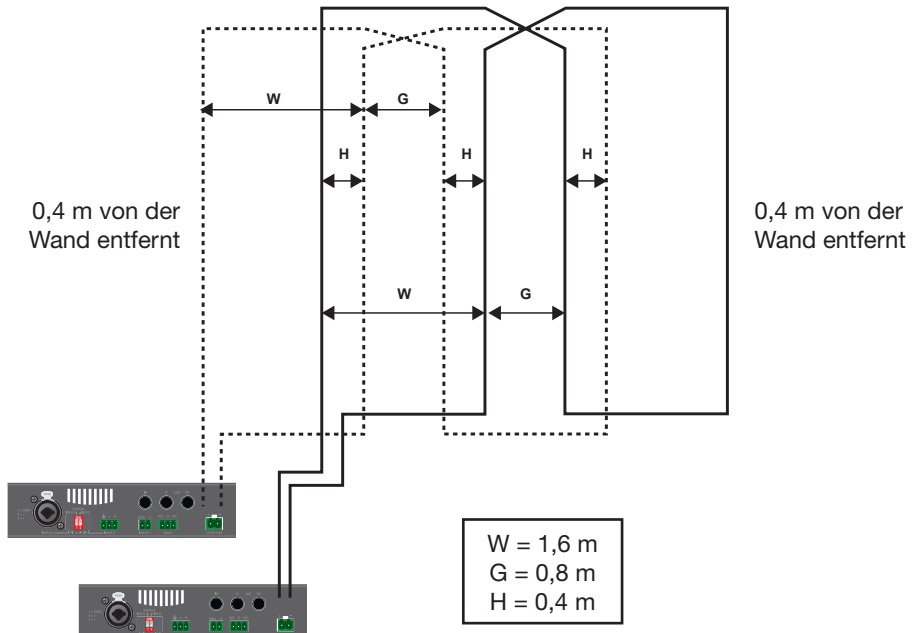 W
G
H
H
H
0,4 m von der
Wand entfernt
0,4 m von der
Wand entfernt
W
G
W = 1,6 m
G = 0,8 m
H = 0,4 m